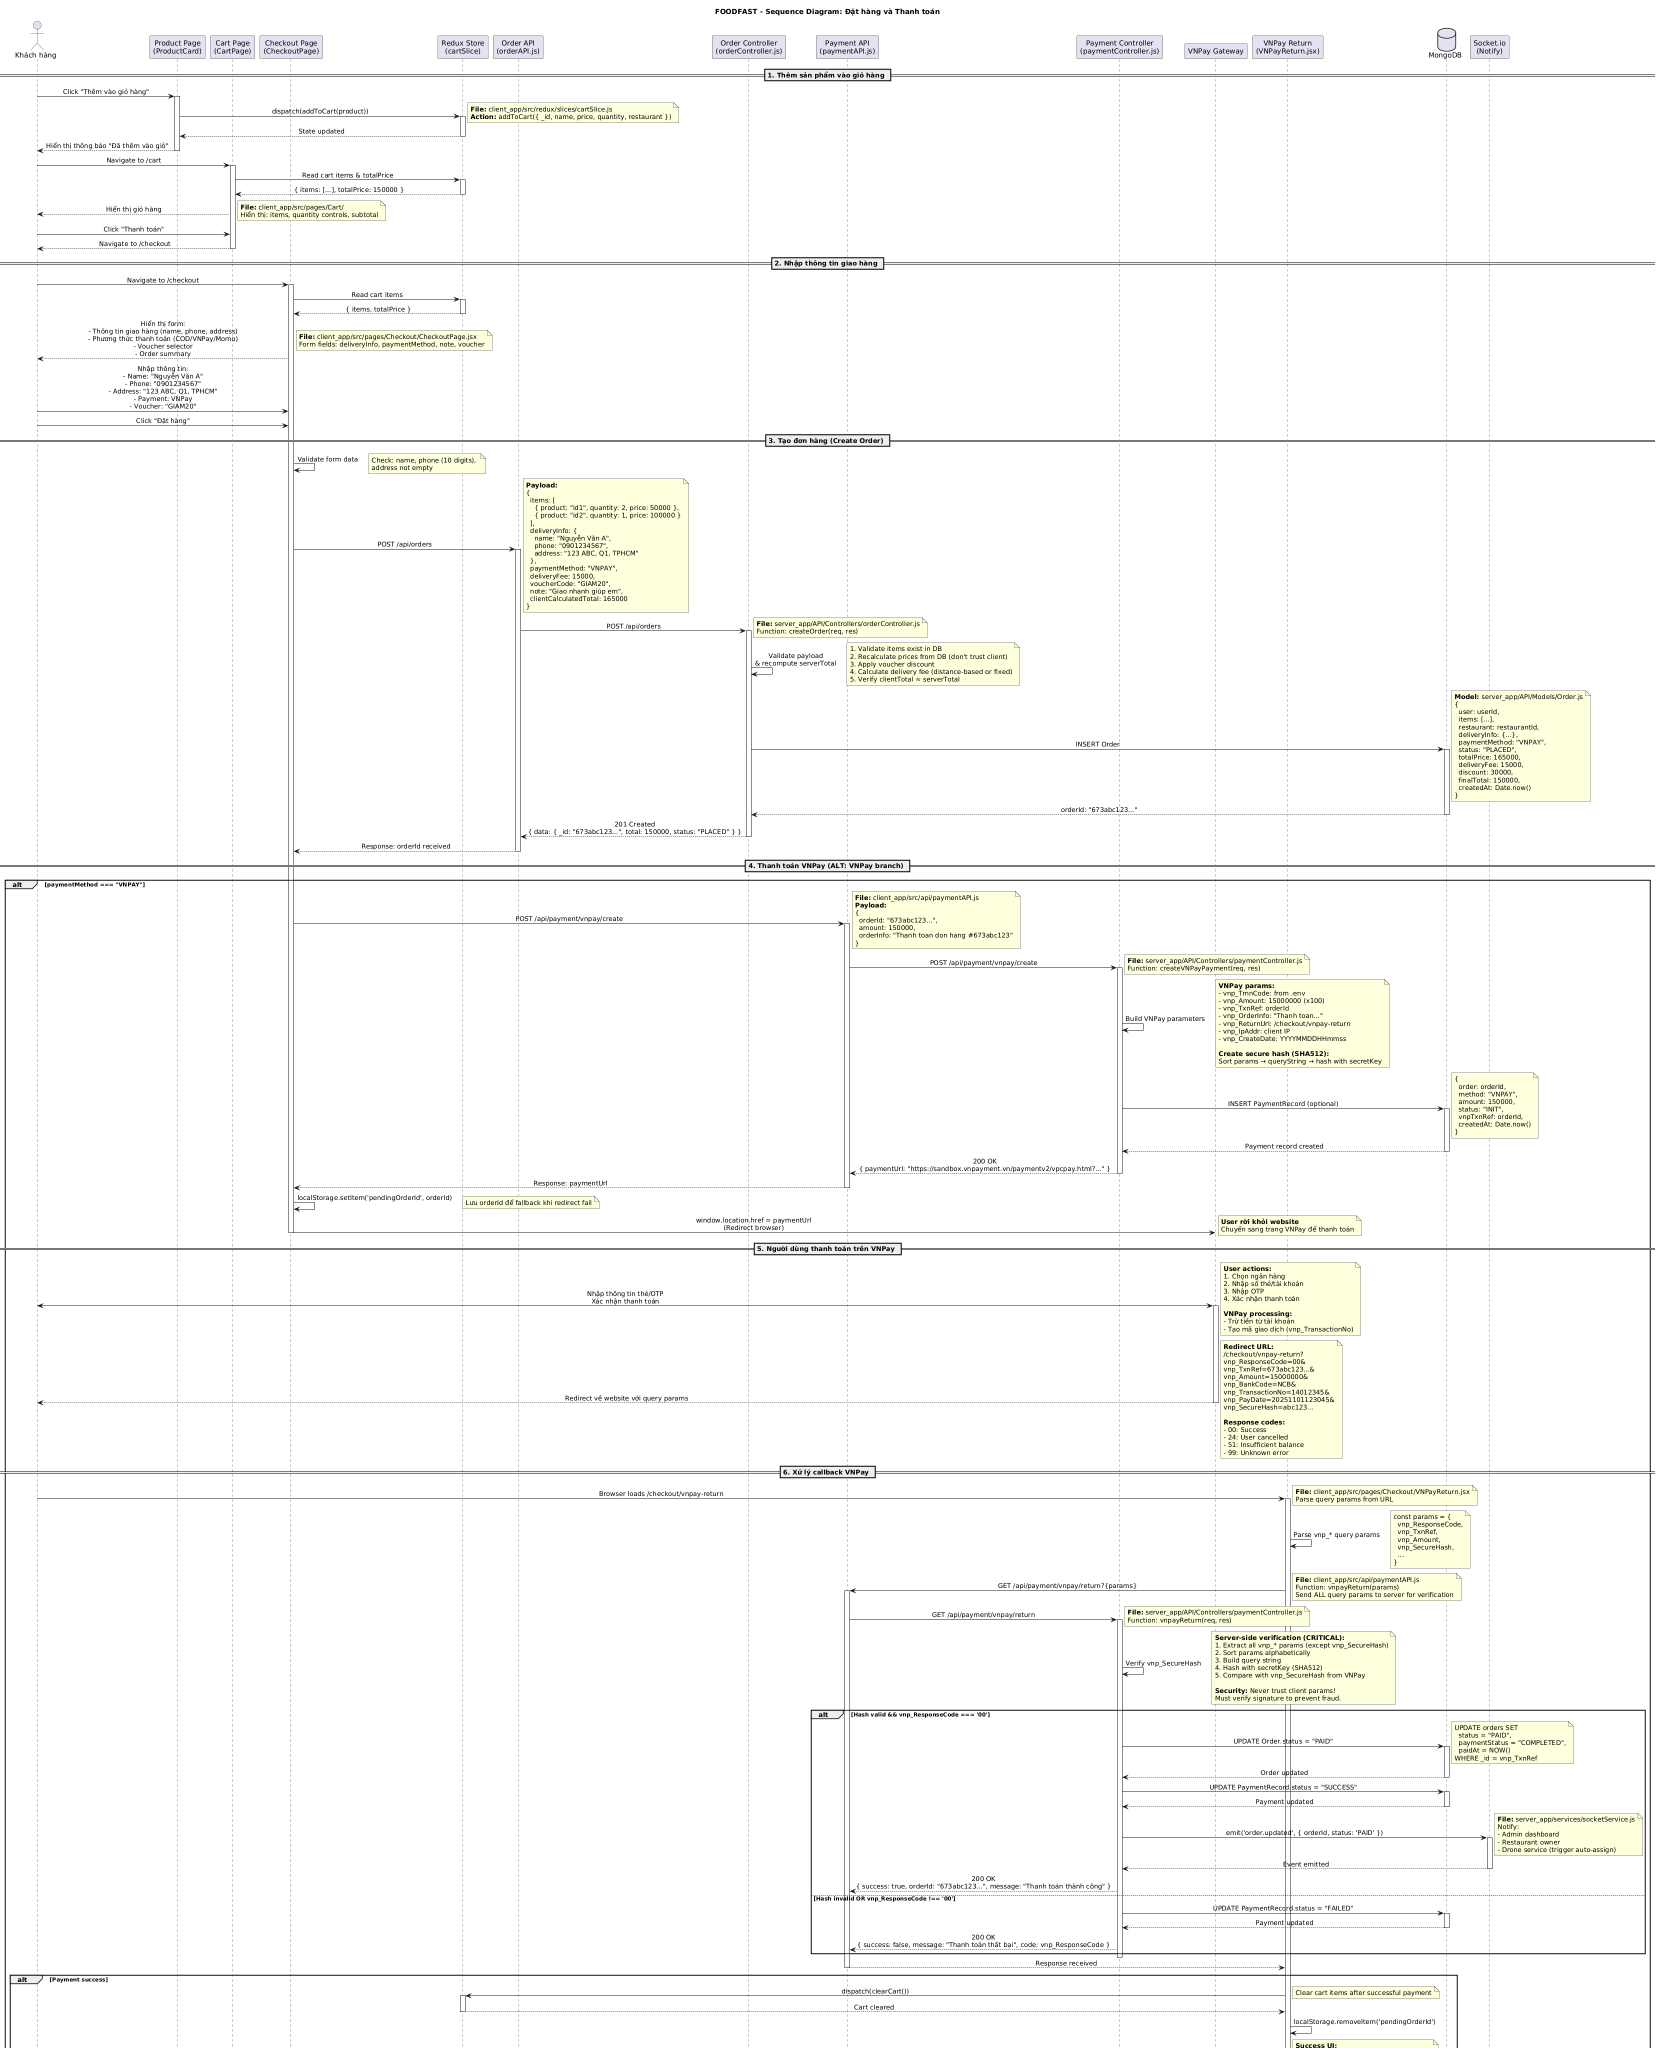 FOODFAST - Sequence Diagram: Đặt hàng và Thanh toán
Khách hàng
Product Page
(ProductCard)
Cart Page
(CartPage)
Checkout Page
(CheckoutPage)
Redux Store
(cartSlice)
Order API
(orderAPI.js)
Order Controller
(orderController.js)
Payment API
(paymentAPI.js)
Payment Controller
(paymentController.js)
VNPay Gateway
VNPay Return
(VNPayReturn.jsx)
MongoDB
Socket.io
(Notify)
1. Thêm sản phẩm vào giỏ hàng
Click "Thêm vào giỏ hàng"
dispatch(addToCart(product))
File: client_app/src/redux/slices/cartSlice.js
Action: addToCart({ _id, name, price, quantity, restaurant })
State updated
Hiển thị thông báo "Đã thêm vào giỏ"
Navigate to /cart
Read cart items & totalPrice
{ items: [...], totalPrice: 150000 }
Hiển thị giỏ hàng
File: client_app/src/pages/Cart/
Hiển thị: items, quantity controls, subtotal
Click "Thanh toán"
Navigate to /checkout
2. Nhập thông tin giao hàng
Navigate to /checkout
Read cart items
{ items, totalPrice }
Hiển thị form:
- Thông tin giao hàng (name, phone, address)
- Phương thức thanh toán (COD/VNPay/Momo)
- Voucher selector
- Order summary
File: client_app/src/pages/Checkout/CheckoutPage.jsx
Form fields: deliveryInfo, paymentMethod, note, voucher
Nhập thông tin:
- Name: "Nguyễn Văn A"
- Phone: "0901234567"
- Address: "123 ABC, Q1, TPHCM"
- Payment: VNPay
- Voucher: "GIAM20"
Click "Đặt hàng"
3. Tạo đơn hàng (Create Order)
Validate form data
Check: name, phone (10 digits),
address not empty
POST /api/orders
Payload:
{
items: [
{ product: "id1", quantity: 2, price: 50000 },
{ product: "id2", quantity: 1, price: 100000 }
],
deliveryInfo: {
name: "Nguyễn Văn A",
phone: "0901234567",
address: "123 ABC, Q1, TPHCM"
},
paymentMethod: "VNPAY",
deliveryFee: 15000,
voucherCode: "GIAM20",
note: "Giao nhanh giúp em",
clientCalculatedTotal: 165000
}
POST /api/orders
File: server_app/API/Controllers/orderController.js
Function: createOrder(req, res)
Validate payload
& recompute serverTotal
1. Validate items exist in DB
2. Recalculate prices from DB (don't trust client)
3. Apply voucher discount
4. Calculate delivery fee (distance-based or fixed)
5. Verify clientTotal ≈ serverTotal
INSERT Order
Model: server_app/API/Models/Order.js
{
user: userId,
items: [...],
restaurant: restaurantId,
deliveryInfo: {...},
paymentMethod: "VNPAY",
status: "PLACED",
totalPrice: 165000,
deliveryFee: 15000,
discount: 30000,
finalTotal: 150000,
createdAt: Date.now()
}
orderId: "673abc123..."
201 Created
{ data: { _id: "673abc123...", total: 150000, status: "PLACED" } }
Response: orderId received
4. Thanh toán VNPay (ALT: VNPay branch)
alt [paymentMethod === "VNPAY"]
POST /api/payment/vnpay/create
File: client_app/src/api/paymentAPI.js
Payload:
{
orderId: "673abc123...",
amount: 150000,
orderInfo: "Thanh toan don hang #673abc123"
}
POST /api/payment/vnpay/create
File: server_app/API/Controllers/paymentController.js
Function: createVNPayPayment(req, res)
Build VNPay parameters
VNPay params:
- vnp_TmnCode: from .env
- vnp_Amount: 15000000 (x100)
- vnp_TxnRef: orderId
- vnp_OrderInfo: "Thanh toan..."
- vnp_ReturnUrl: /checkout/vnpay-return
- vnp_IpAddr: client IP
- vnp_CreateDate: YYYYMMDDHHmmss
Create secure hash (SHA512):
Sort params → queryString → hash with secretKey
INSERT PaymentRecord (optional)
{
order: orderId,
method: "VNPAY",
amount: 150000,
status: "INIT",
vnpTxnRef: orderId,
createdAt: Date.now()
}
Payment record created
200 OK
{ paymentUrl: "https://sandbox.vnpayment.vn/paymentv2/vpcpay.html?..." }
Response: paymentUrl
localStorage.setItem('pendingOrderId', orderId)
Lưu orderId để fallback khi redirect fail
window.location.href = paymentUrl
(Redirect browser)
User rời khỏi website
Chuyển sang trang VNPay để thanh toán
5. Người dùng thanh toán trên VNPay
Nhập thông tin thẻ/OTP
Xác nhận thanh toán
User actions:
1. Chọn ngân hàng
2. Nhập số thẻ/tài khoản
3. Nhập OTP
4. Xác nhận thanh toán
VNPay processing:
- Trừ tiền từ tài khoản
- Tạo mã giao dịch (vnp_TransactionNo)
Redirect về website với query params
Redirect URL:
/checkout/vnpay-return?
vnp_ResponseCode=00&
vnp_TxnRef=673abc123...&
vnp_Amount=15000000&
vnp_BankCode=NCB&
vnp_TransactionNo=14012345&
vnp_PayDate=20251101123045&
vnp_SecureHash=abc123...
Response codes:
- 00: Success
- 24: User cancelled
- 51: Insufficient balance
- 99: Unknown error
6. Xử lý callback VNPay
Browser loads /checkout/vnpay-return
File: client_app/src/pages/Checkout/VNPayReturn.jsx
Parse query params from URL
Parse vnp_* query params
const params = {
vnp_ResponseCode,
vnp_TxnRef,
vnp_Amount,
vnp_SecureHash,
...
}
GET /api/payment/vnpay/return?{params}
File: client_app/src/api/paymentAPI.js
Function: vnpayReturn(params)
Send ALL query params to server for verification
GET /api/payment/vnpay/return
File: server_app/API/Controllers/paymentController.js
Function: vnpayReturn(req, res)
Verify vnp_SecureHash
Server-side verification (CRITICAL):
1. Extract all vnp_* params (except vnp_SecureHash)
2. Sort params alphabetically
3. Build query string
4. Hash with secretKey (SHA512)
5. Compare with vnp_SecureHash from VNPay
Security: Never trust client params!
Must verify signature to prevent fraud.
alt [Hash valid && vnp_ResponseCode === '00']
UPDATE Order.status = "PAID"
UPDATE orders SET
status = "PAID",
paymentStatus = "COMPLETED",
paidAt = NOW()
WHERE _id = vnp_TxnRef
Order updated
UPDATE PaymentRecord.status = "SUCCESS"
Payment updated
emit('order.updated', { orderId, status: 'PAID' })
File: server_app/services/socketService.js
Notify:
- Admin dashboard
- Restaurant owner
- Drone service (trigger auto-assign)
Event emitted
200 OK
{ success: true, orderId: "673abc123...", message: "Thanh toán thành công" }
[Hash invalid OR vnp_ResponseCode !== '00']
UPDATE PaymentRecord.status = "FAILED"
Payment updated
200 OK
{ success: false, message: "Thanh toán thất bại", code: vnp_ResponseCode }
Response received
alt [Payment success]
dispatch(clearCart())
Clear cart items after successful payment
Cart cleared
localStorage.removeItem('pendingOrderId')
Success UI: